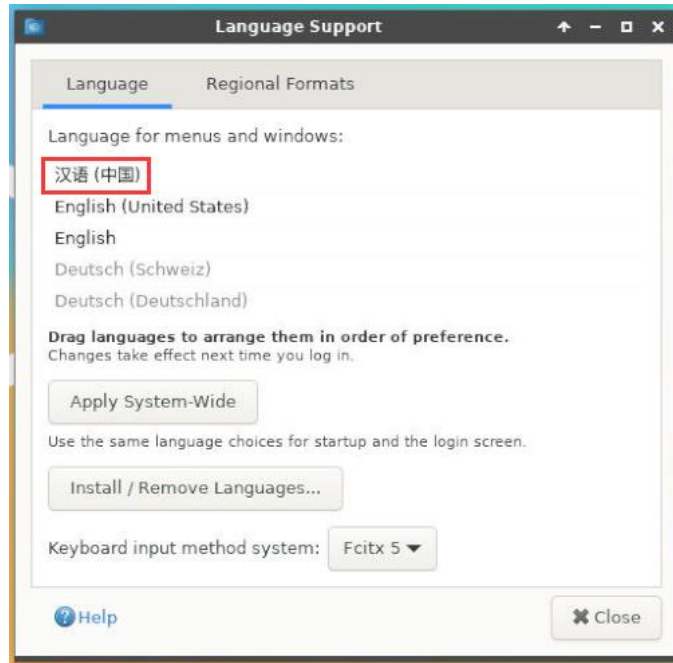 Language Support
Language Regional Formats
Language for menus and windows:
汉语 (中国)
English (United States)
English
Deutsch (Schweiz)
Deutsch (Deutschland)
Drag languages to arrange them in order of preference.
Changes take effect next time you log in.
Apply System-Wide
Use the same language choices for startup and the login screen.
Install / Remove Languages...
Keyboard input method system: Fcitx 5
Help Close